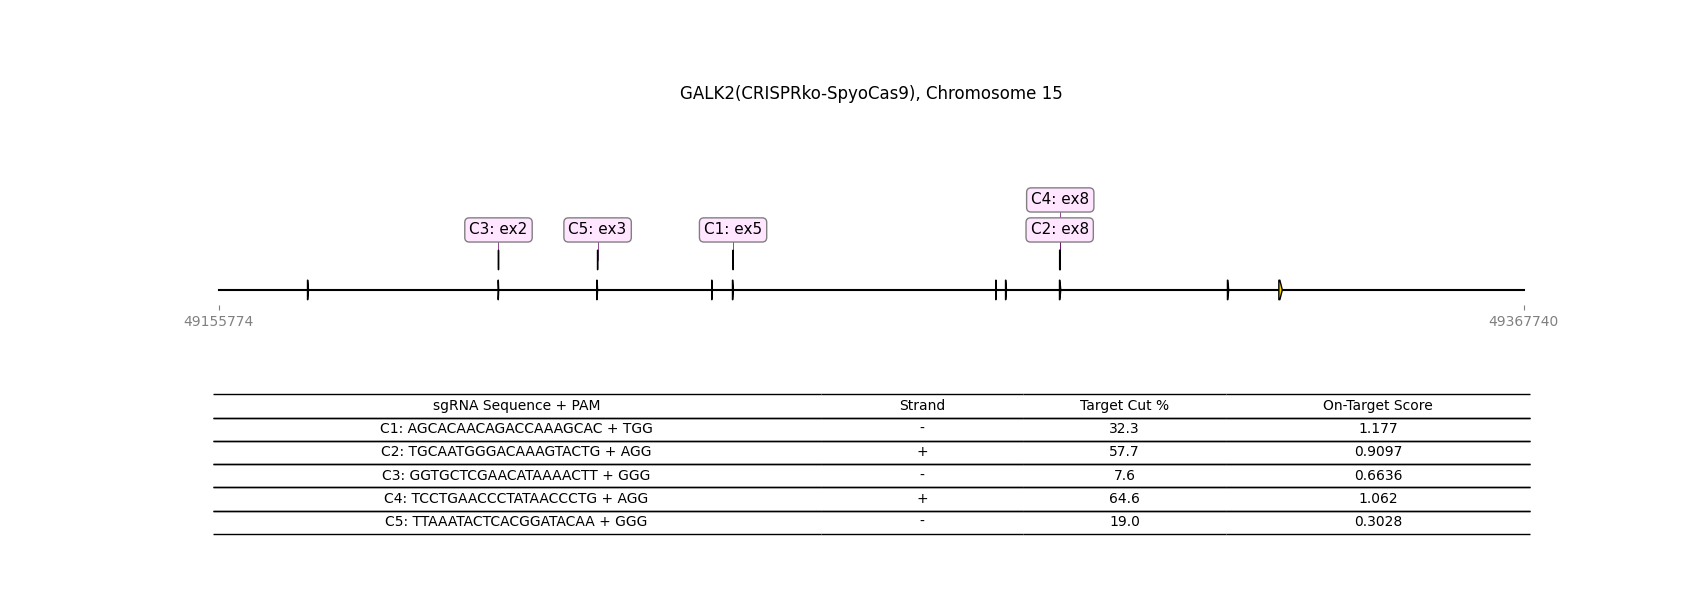 GALK2(CRISPRko-SpyoCas9), Chromosome 15
C4: ex8
C3: ex2 C5: ex3 C1: ex5 C2: ex8
49155774 49367740
sgRNA Sequence + PAM Strand Target Cut % On-Target Score
C1: AGCACAACAGACCAAAGCAC + TGG - 32.3 1.177
C2: TGCAATGGGACAAAGTACTG + AGG + 57.7 0.9097
C3: GGTGCTCGAACATAAAACTT + GGG - 7.6 0.6636
C4: TCCTGAACCCTATAACCCTG + AGG + 64.6 1.062
C5: TTAAATACTCACGGATACAA + GGG - 19.0 0.3028